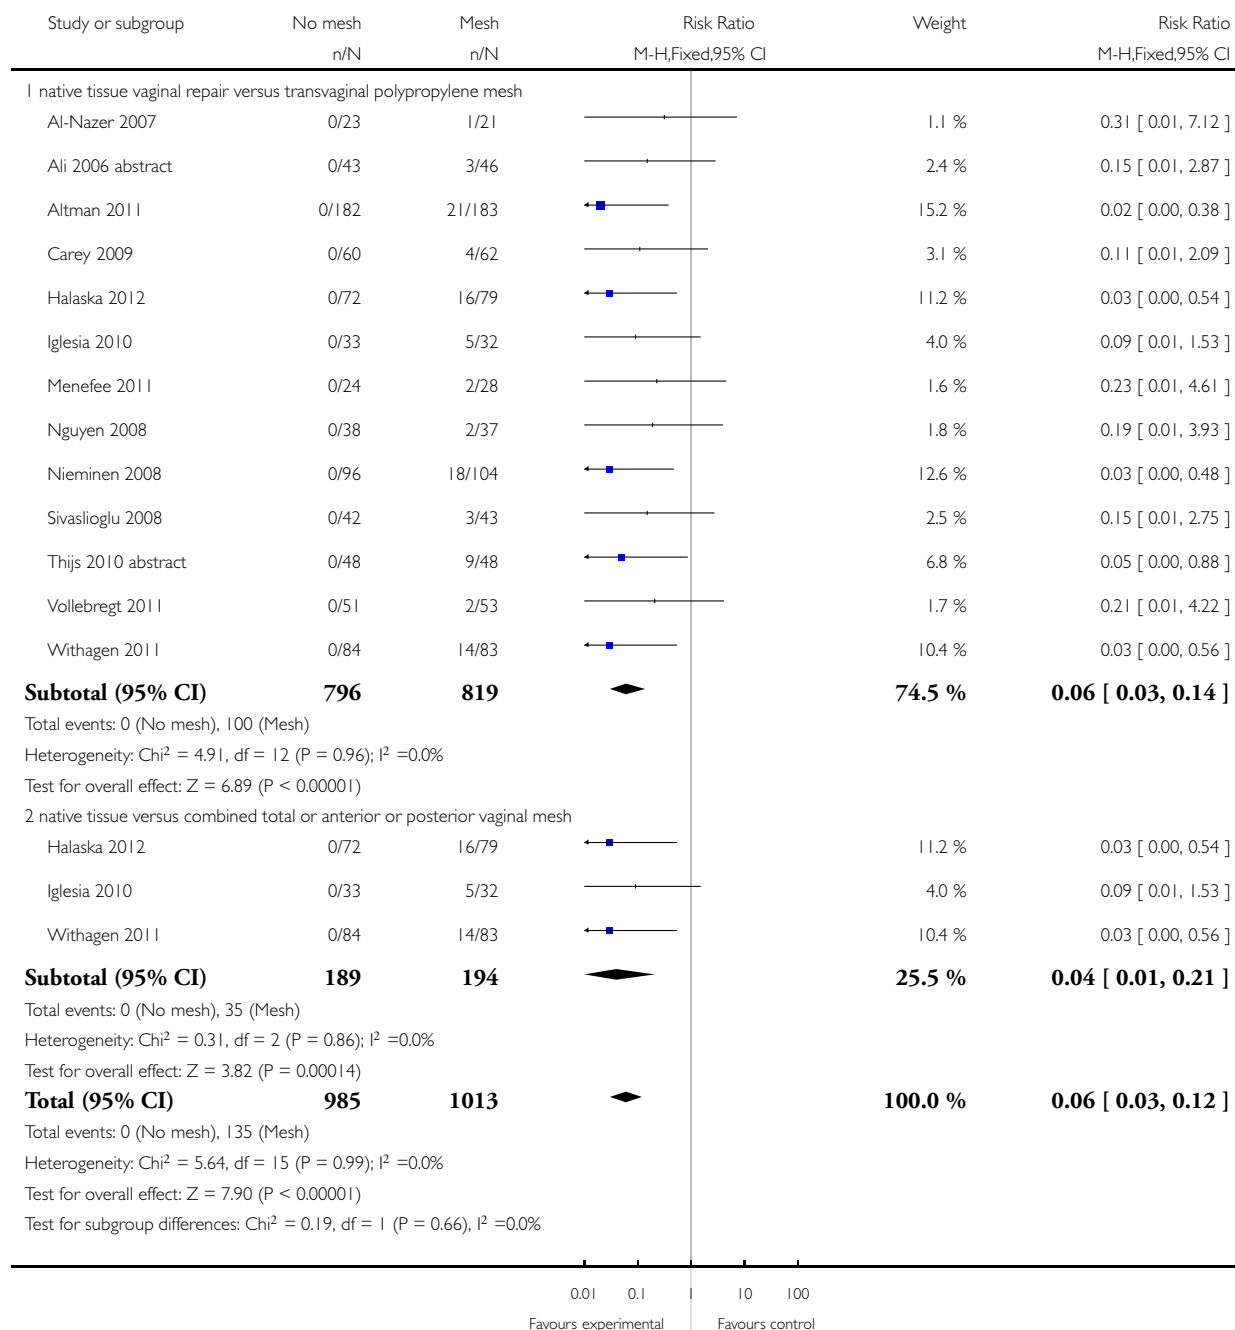 Study or subgroup No mesh Mesh Risk Ratio Weight Risk Ratio
n/N n/N M-H,Fixed,95% CI M-H,Fixed,95% CI
1 native tissue vaginal repair versus transvaginal polypropylene mesh
Al-Nazer 2007 0/23 1/21 1.1 % 0.31 [ 0.01, 7.12 ]
Ali 2006 abstract 0/43 3/46 2.4 % 0.15 [ 0.01, 2.87 ]
Altman 2011 0/182 21/183 15.2 % 0.02 [ 0.00, 0.38 ]
Carey 2009 0/60 4/62 3.1 % 0.11 [ 0.01, 2.09 ]
Halaska 2012 0/72 16/79 11.2 % 0.03 [ 0.00, 0.54 ]
Iglesia 2010 0/33 5/32 4.0 % 0.09 [ 0.01, 1.53 ]
Menefee 2011 0/24 2/28 1.6 % 0.23 [ 0.01, 4.61 ]
Nguyen 2008 0/38 2/37 1.8 % 0.19 [ 0.01, 3.93 ]
Nieminen 2008 0/96 18/104 12.6 % 0.03 [ 0.00, 0.48 ]
Sivaslioglu 2008 0/42 3/43 2.5 % 0.15 [ 0.01, 2.75 ]
Thijs 2010 abstract 0/48 9/48 6.8 % 0.05 [ 0.00, 0.88 ]
Vollebregt 2011 0/51 2/53 1.7 % 0.21 [ 0.01, 4.22 ]
Withagen 2011 0/84 14/83 10.4 % 0.03 [ 0.00, 0.56 ]
Subtotal (95% CI) 796 819 74.5 % 0.06 [ 0.03, 0.14 ]
Total events: 0 (No mesh), 100 (Mesh)
Heterogeneity: Chi² = 4.91, df = 12 (P = 0.96); I² =0.0%
Test for overall effect: Z = 6.89 (P < 0.00001)
2 native tissue versus combined total or anterior or posterior vaginal mesh
Halaska 2012 0/72 16/79 11.2 % 0.03 [ 0.00, 0.54 ]
Iglesia 2010 0/33 5/32 4.0 % 0.09 [ 0.01, 1.53 ]
Withagen 2011 0/84 14/83 10.4 % 0.03 [ 0.00, 0.56 ]
Subtotal (95% CI) 189 194 25.5 % 0.04 [ 0.01, 0.21 ]
Total events: 0 (No mesh), 35 (Mesh)
Heterogeneity: Chi² = 0.31, df = 2 (P = 0.86); I² =0.0%
Test for overall effect: Z = 3.82 (P = 0.00014)
Total (95% CI) 985 1013 100.0 % 0.06 [ 0.03, 0.12 ]
Total events: 0 (No mesh), 135 (Mesh)
Heterogeneity: Chi² = 5.64, df = 15 (P = 0.99); I² =0.0%
Test for overall effect: Z = 7.90 (P < 0.00001)
Test for subgroup differences: Chi² = 0.19, df = 1 (P = 0.66), I² =0.0%
0.01 0.1 1 10 100
Favours experimental Favours control